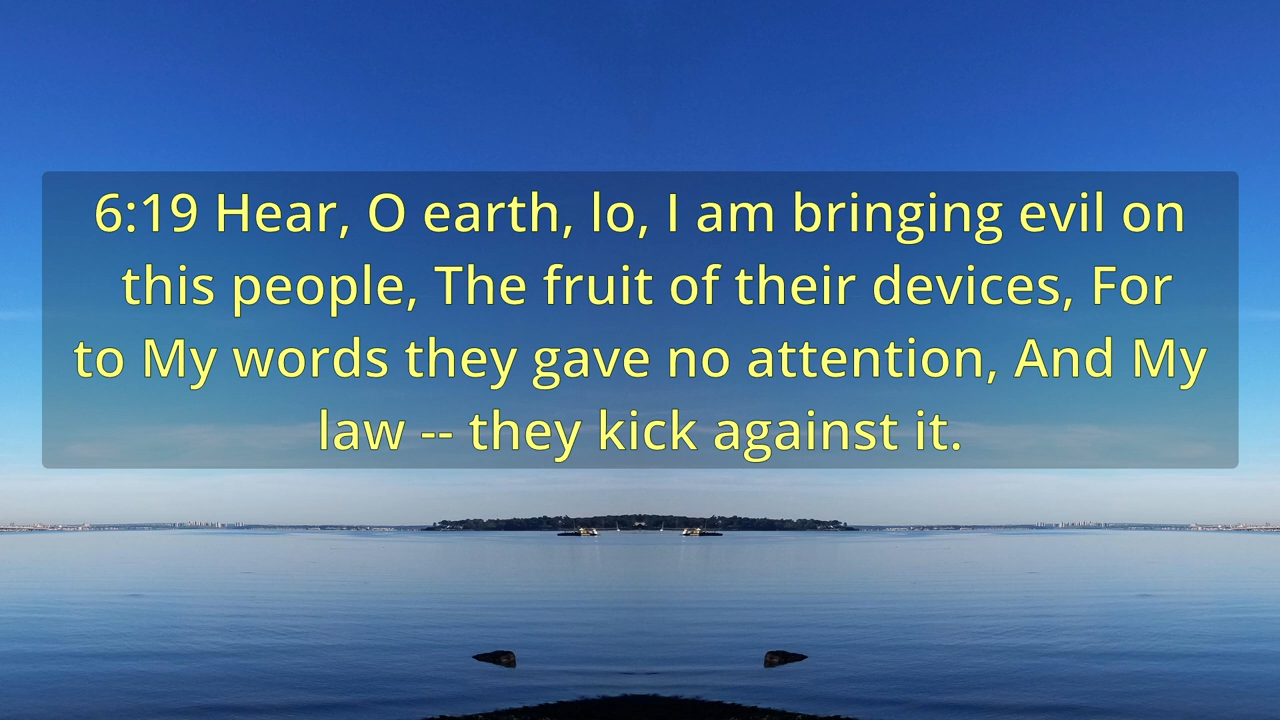 6:19 Hear, O earth, lo, I am bringing evil on
this people, The fruit of their devices, For
to My words they gave no attention, And My
law -- they kick against it.